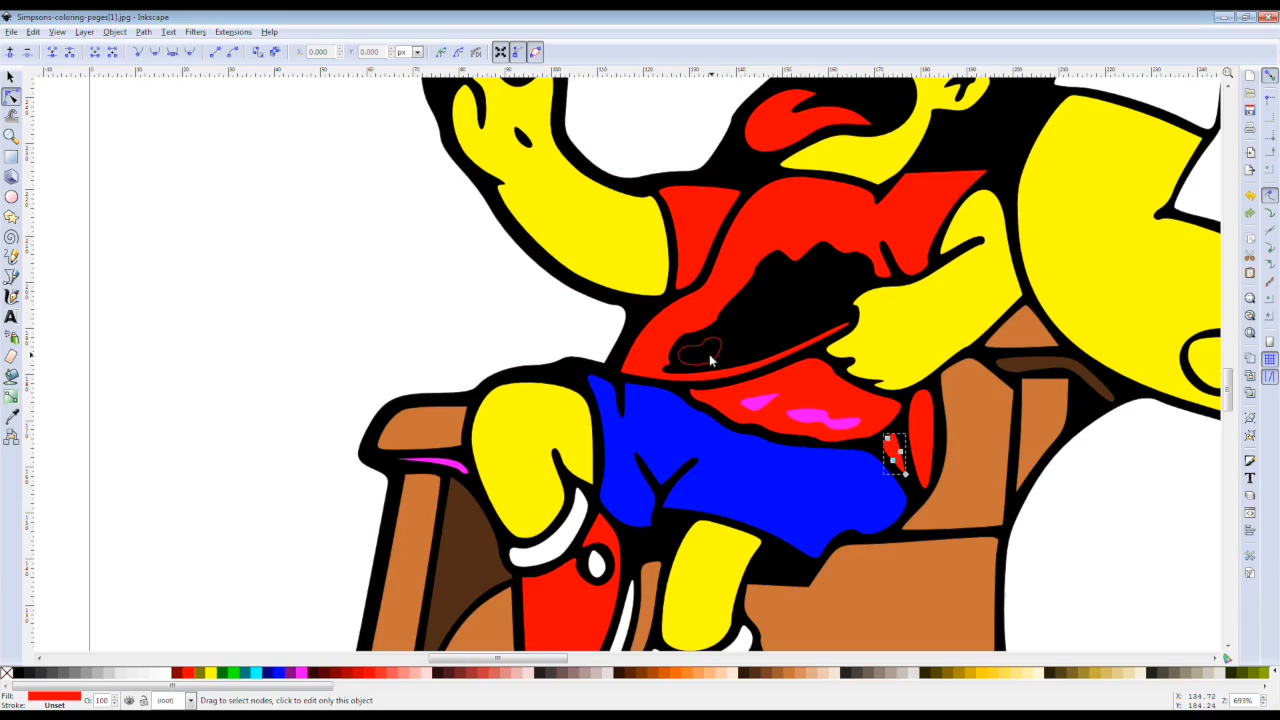 Simpsons-coloring-pages[1].jpg - Inkscape
File Edit View Layer Object Path Text Filters Extensions Help
X: 0.000 Y: 0.000 px
Fill:
Stroke: Unset
O: 100
(root)
Drag to select nodes, click to edit only this object
X: 134.72
Y: 184.24
Z: 693%